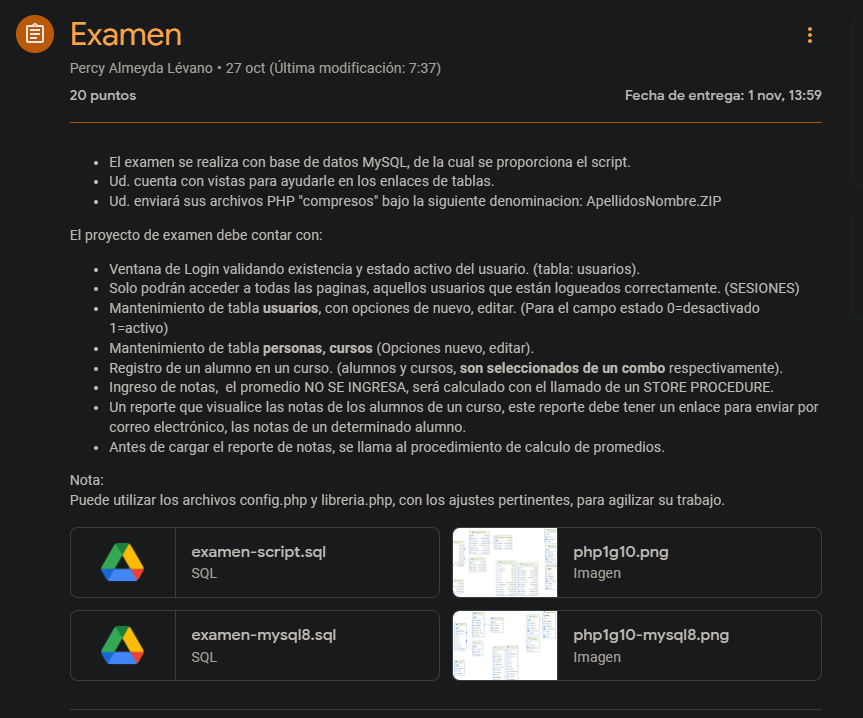 Examen
Percy Almeyda Lévano • 27 oct (Última modificación: 7:37)
20 puntos
Fecha de entrega: 1 nov, 13:59
• El examen se realiza con base de datos MySQL, de la cual se proporciona el script.
• Ud. cuenta con vistas para ayudarle en los enlaces de tablas.
• Ud. enviará sus archivos PHP "compresos" bajo la siguiente denominacion: ApellidosNombre.ZIP
El proyecto de examen debe contar con:
• Ventana de Login validando existencia y estado activo del usuario. (tabla: usuarios).
• Solo podrán acceder a todas las paginas, aquellos usuarios que están logueados correctamente. (SESIONES)
• Mantenimiento de tabla usuarios, con opciones de nuevo, editar. (Para el campo estado 0=desactivado
1=activo)
• Mantenimiento de tabla personas, cursos (Opciones nuevo, editar).
• Registro de un alumno en un curso. (alumnos y cursos, son seleccionados de un combo respectivamente).
• Ingreso de notas,  el promedio NO SE INGRESA, será calculado con el llamado de un STORE PROCEDURE.
• Un reporte que visualice las notas de los alumnos de un curso, este reporte debe tener un enlace para enviar por
correo electrónico, las notas de un determinado alumno.
• Antes de cargar el reporte de notas, se llama al procedimiento de calculo de promedios.
Nota:
Puede utilizar los archivos config.php y libreria.php, con los ajustes pertinentes, para agilizar su trabajo.
examen-script.sql
SQL
php1g10.png
Imagen
examen-mysql8.sql
SQL
php1g10-mysql8.png
Imagen